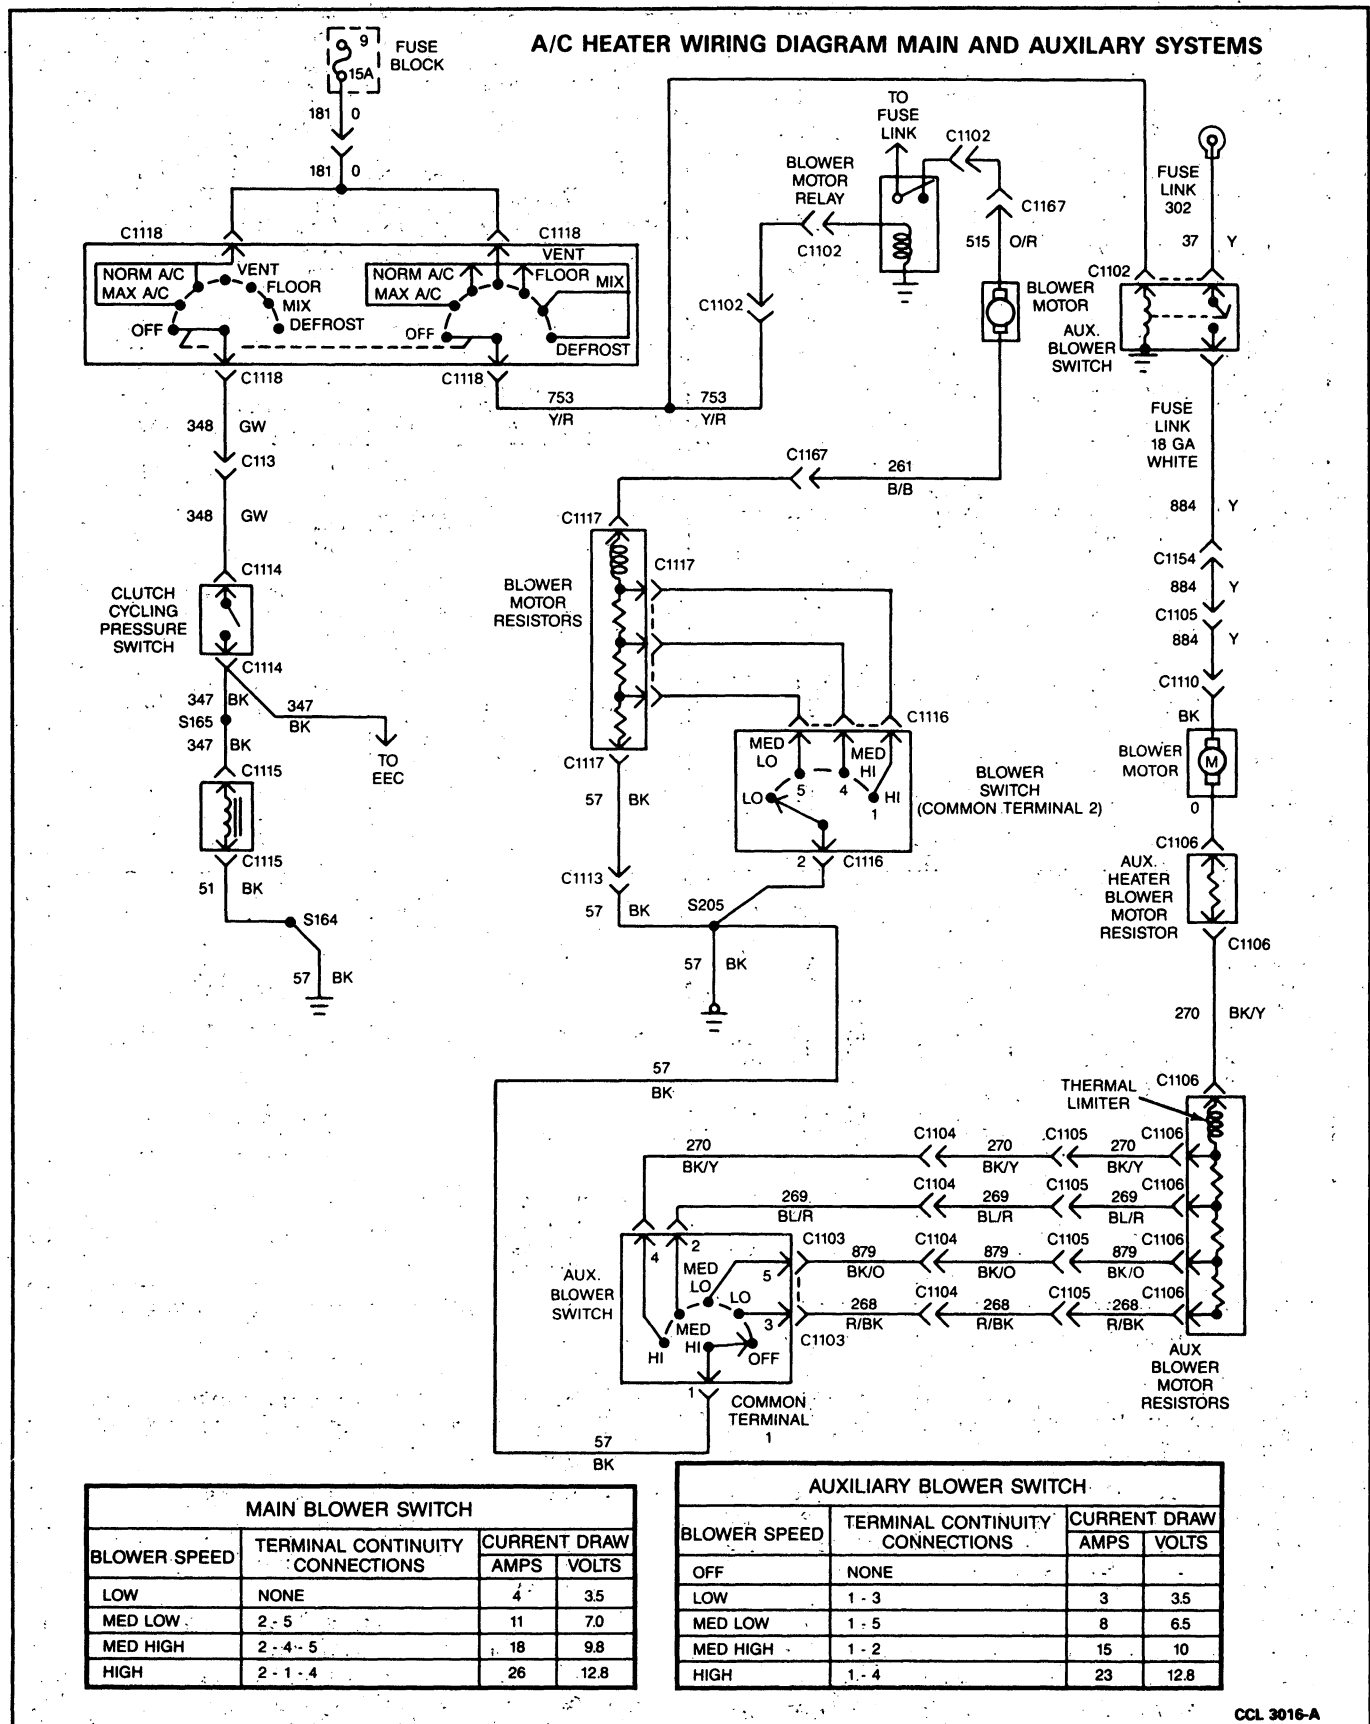 A/C HEATER WIRING DIAGRAM MAIN AND AUXILARY SYSTEMS
9
15A
FUSE
BLOCK
181 0
181 0
C1118
C1118
NORM A/C
MAX A/C
VENT
FLOOR
MIX
DEFROST
OFF
NORM A/C
MAX A/C
VENT
FLOOR
MIX
DEFROST
OFF
C1118
C1118
753
Y/R
753
Y/R
TO
FUSE
LINK
C1102
BLOWER
MOTOR
RELAY
C1102
C1102
C1167
515 O/R
BLOWER
MOTOR
FUSE
LINK
302
37 Y
C1102
AUX.
BLOWER
SWITCH
FUSE
LINK
18 GA
WHITE
884 Y
C1154
884 Y
C1105
884 Y
C1110
BK
BLOWER
MOTOR
M
0
C1106
AUX.
HEATER
BLOWER
MOTOR
RESISTOR
C1106
270 BK/Y
348 GW
C113
348 GW
C1114
CLUTCH
CYCLING
PRESSURE
SWITCH
C1114
347 BK
347
BK
S165
347 BK
TO
EEC
C1115
C1115
51 BK
S164
57 BK
C1167
261
B/B
C1117
C1117
BLOWER
MOTOR
RESISTORS
C1117
57 BK
C1113
57 BK
C1116
MED
LO
MED
HI
LO
5
4
1
HI
BLOWER
SWITCH
(COMMON TERMINAL 2)
2
C1116
S205
57 BK
57
BK
THERMAL
LIMITER
C1106
270
BK/Y
C1104
270
BK/Y
C1105
270
BK/Y
C1106
269
BL/R
C1104
269
BL/R
C1105
269
BL/R
C1106
C1103
879
BK/O
C1104
879
BK/O
C1105
879
BK/O
C1106
268
R/BK
C1104
268
R/BK
C1105
268
R/BK
C1106
C1103
AUX.
BLOWER
SWITCH
4
2
MED
LO
5
LO
3
MED
HI
HI
OFF
1
COMMON
TERMINAL
1
AUX
BLOWER
MOTOR
RESISTORS
57
BK
MAIN BLOWER SWITCH
BLOWER SPEED TERMINAL CONTINUITY CONNECTIONS CURRENT DRAW
AMPS VOLTS
LOW NONE 4 3.5
MED LOW 2 - 5 11 7.0
MED HIGH 2 - 4 - 5 18 9.8
HIGH 2 - 1 - 4 26 12.8
AUXILIARY BLOWER SWITCH
BLOWER SPEED TERMINAL CONTINUITY CONNECTIONS CURRENT DRAW
AMPS VOLTS
OFF NONE - -
LOW 1 - 3 3 3.5
MED LOW 1 - 5 8 6.5
MED HIGH 1 - 2 15 10
HIGH 1 - 4 23 12.8
CCL 3016-A